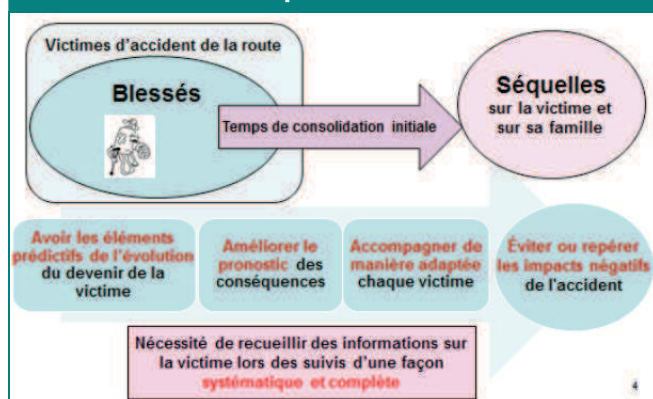 Victimes d'accident de la route
Blessés
Temps de consolidation initiale
Séquelles
sur la victime et
sur sa famille
Avoir les éléments
prédictifs de l'évolution
du devenir de la
victime
Améliorer le
pronostic des
conséquences
Accompagner de
manière adaptée
chaque victime
Éviter ou repérer
les impacts négatifs
de l'accident
Nécessité de recueillir des informations sur
la victime lors des suivis d'une façon
systématique et complète
4